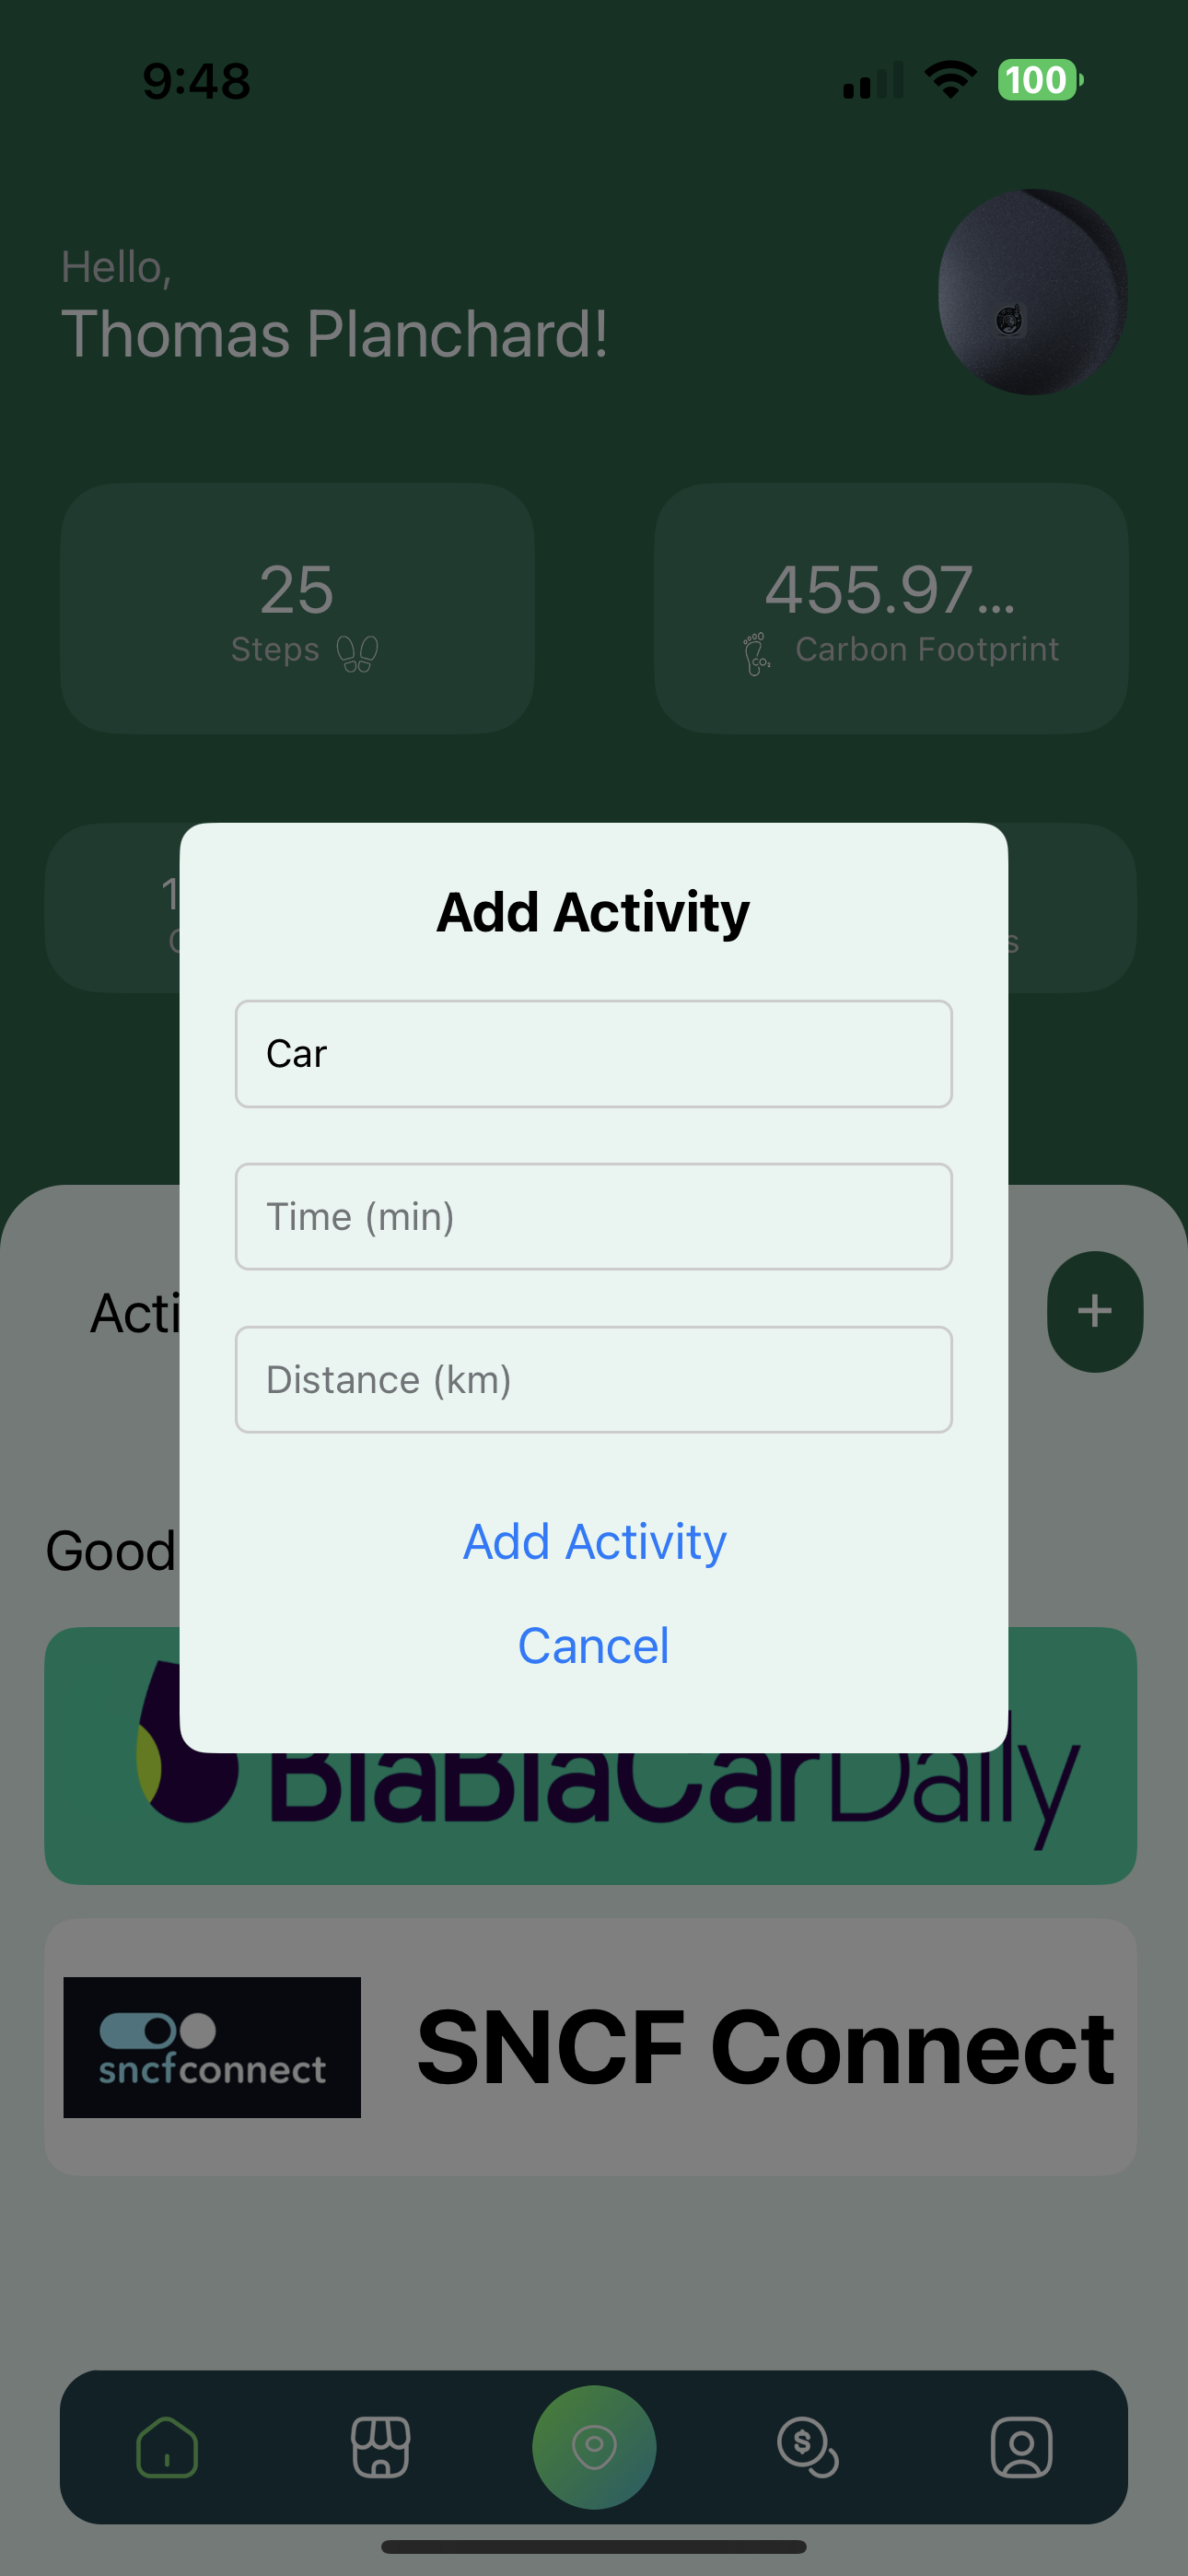 9:48
100
Hello,
Thomas Planchard!
25
Steps
455.97...
CO₂ Carbon Footprint
1
s
Add Activity
Car
Time (min)
Distance (km)
Acti
+
Good
Add Activity
Cancel
BlaBlaCarDaily
sncfconnect
SNCF Connect